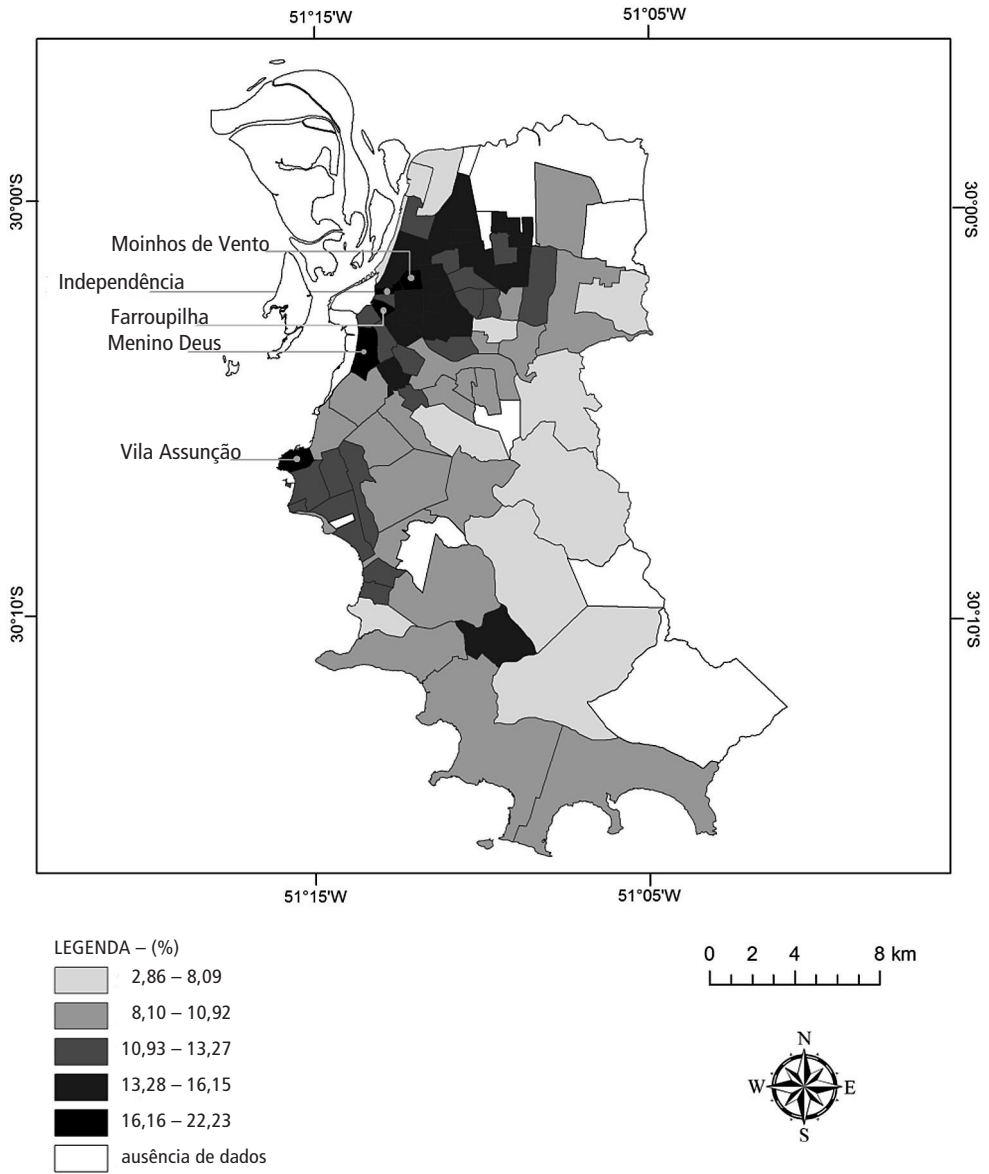 51°15'W
51°05'W
30°00'S
30°00'S
Moinhos de Vento
Independência
Farroupilha
Menino Deus
Vila Assunção
30°10'S
30°10'S
51°15'W
51°05'W
LEGENDA – (%)
2,86 – 8,09
8,10 – 10,92
10,93 – 13,27
13,28 – 16,15
16,16 – 22,23
ausência de dados
0 2 4 8 km
N
W E
S